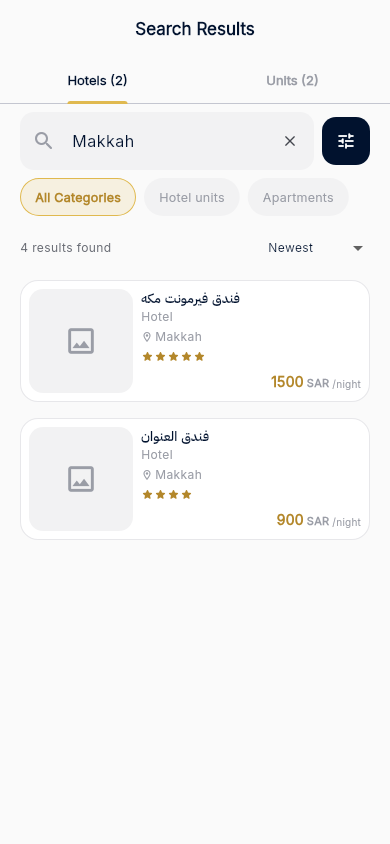 Search Results
Hotels (2)
Units (2)
Makkah
All Categories
Hotel units
Apartments
4 results found
Newest
فندق فيرمونت مكه
Hotel
Makkah
1500 SAR /night
فندق العنوان
Hotel
Makkah
900 SAR /night